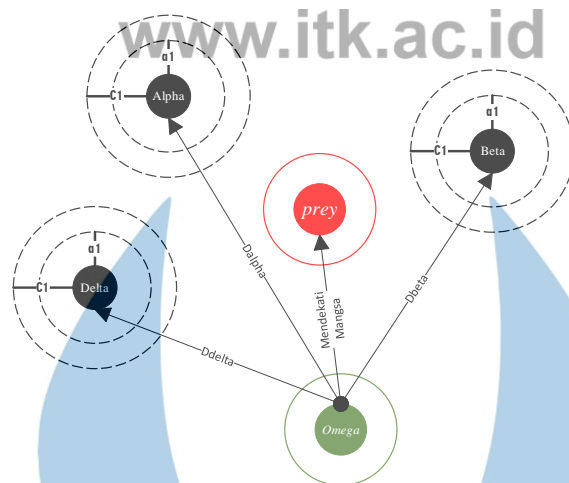 www.itk.ac.id
a1
C1
Alpha
a1
C1
Beta
prey
a1
C1
Delta
Dalpha
Mendekati
Mangsa
Dbeta
Ddelta
Omega